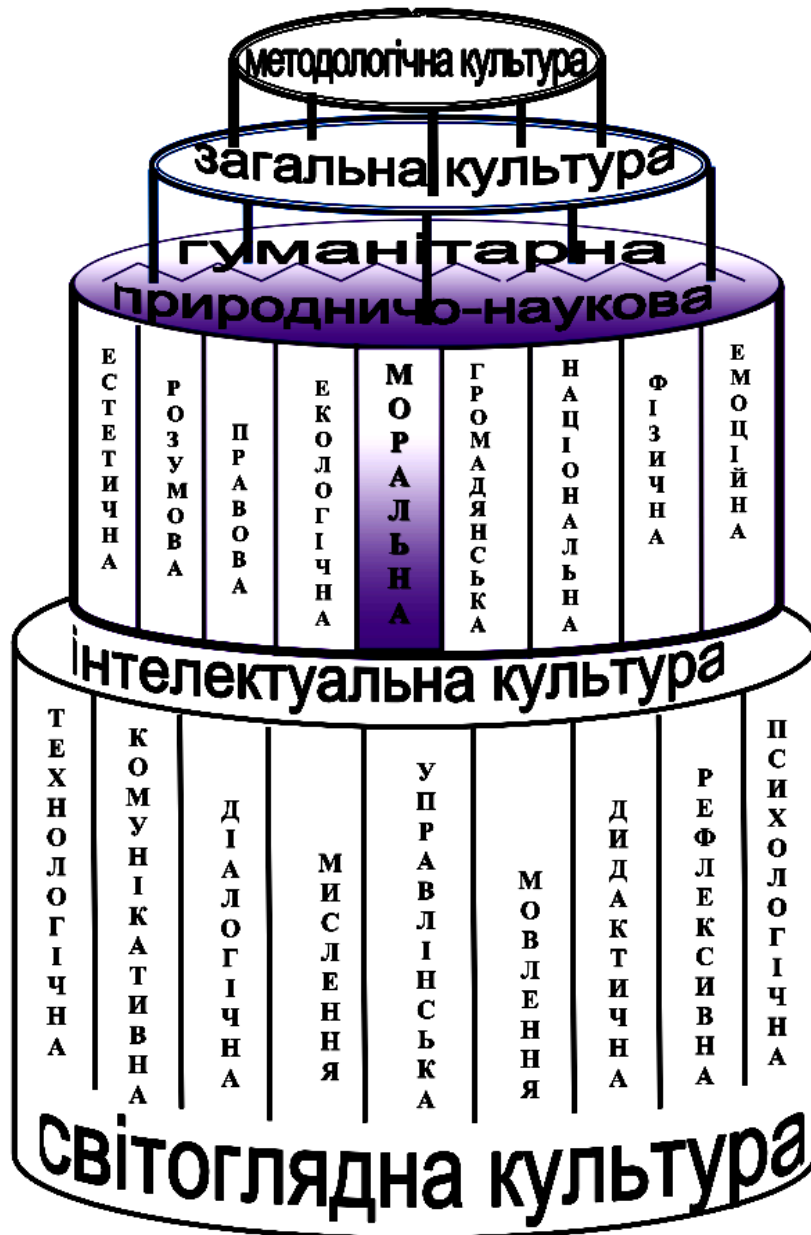 методологічна культура
загальна культура
гуманітарна
природничо-наукова
ЕСТЕТИЧНА
РОЗУМОВА
ПРАВОВА
ЕКОЛОГІЧНА
МОРАЛЬНА
ГРОМАДЯНСЬКА
НАЦІОНАЛЬНА
ФІЗИЧНА
ЕМОЦІЙНА
інтелектуальна культура
ТЕХНОЛОГІЧНА
КОМУНІКАТИВНА
ДІАЛОГІЧНА
МИСЛЕННЯ
УПРАВЛІНСЬКА
МОВЛЕННЯ
ДИДАКТИЧНА
РЕФЛЕКСИВНА
ПСИХОЛОГІЧНА
світоглядна культура